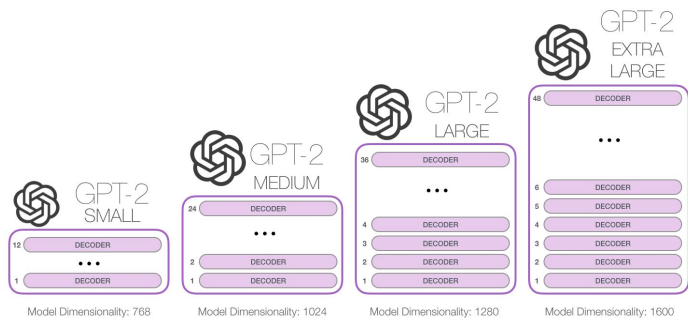 GPT-2
SMALL
12 DECODER
...
1 DECODER
Model Dimensionality: 768
GPT-2
MEDIUM
24 DECODER
...
2 DECODER
1 DECODER
Model Dimensionality: 1024
GPT-2
LARGE
36 DECODER
...
4 DECODER
3 DECODER
2 DECODER
1 DECODER
Model Dimensionality: 1280
GPT-2
EXTRA
LARGE
48 DECODER
...
6 DECODER
5 DECODER
4 DECODER
3 DECODER
2 DECODER
1 DECODER
Model Dimensionality: 1600